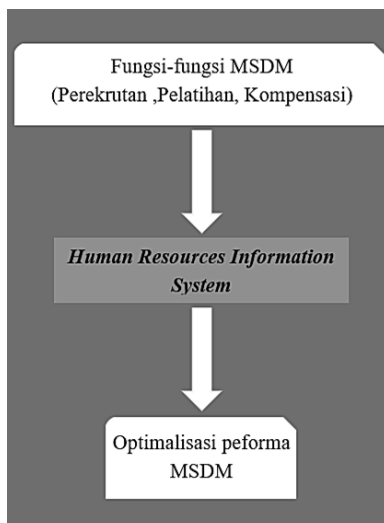 Fungsi-fungsi MSDM
(Perekrutan ,Pelatihan, Kompensasi)
Human Resources Information
System
Optimalisasi peforma
MSDM